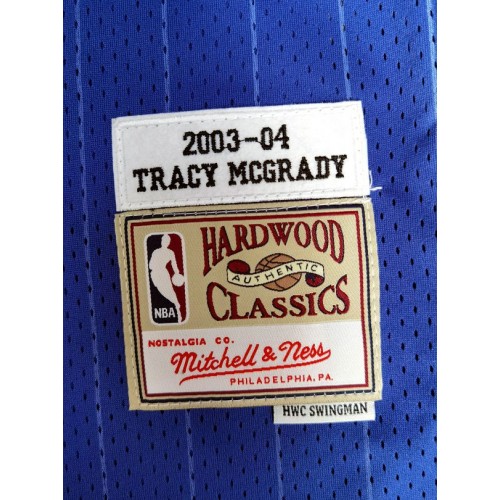 2003-04
TRACY MCGRADY
NBA
HARDWOOD
AUTHENTIC
CLASSICS
NOSTALGIA CO.
Mitchell & Ness
PHILADELPHIA, PA.
HWC SWINGMAN